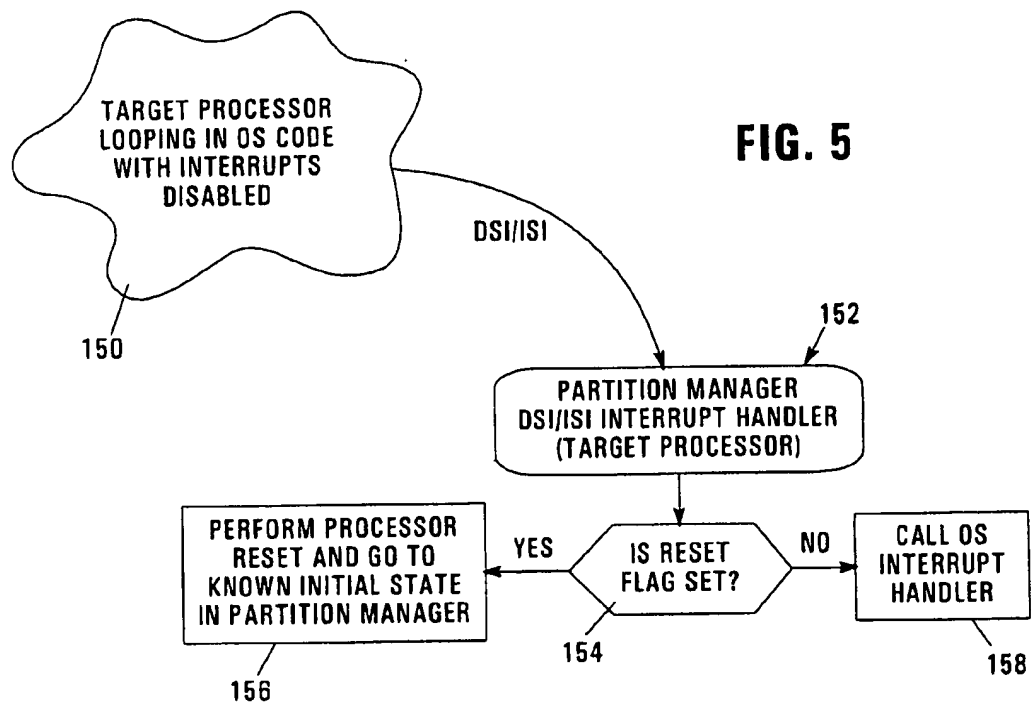 TARGET PROCESSOR
LOOPING IN OS CODE
WITH INTERRUPTS
DISABLED
FIG. 5
DSI/ISI
150
152
PARTITION MANAGER
DSI/ISI INTERRUPT HANDLER
(TARGET PROCESSOR)
PERFORM PROCESSOR
RESET AND GO TO
KNOWN INITIAL STATE
IN PARTITION MANAGER
YES
IS RESET
FLAG SET?
NO
CALL OS
INTERRUPT
HANDLER
154
156
158